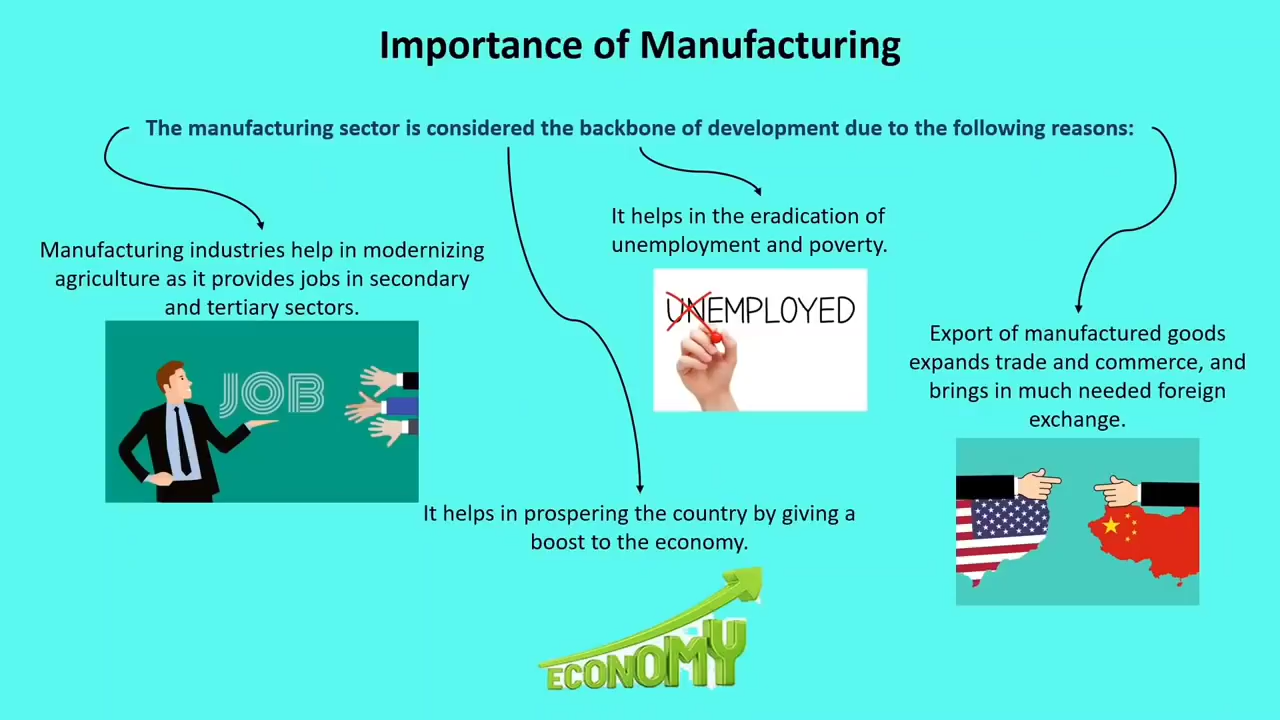 Importance of Manufacturing
The manufacturing sector is considered the backbone of development due to the following reasons:
Manufacturing industries help in modernizing
agriculture as it provides jobs in secondary
and tertiary sectors.
JOB
It helps in prospering the country by giving a
boost to the economy.
ECONOMY
It helps in the eradication of
unemployment and poverty.
UNEMPLOYED
Export of manufactured goods
expands trade and commerce, and
brings in much needed foreign
exchange.